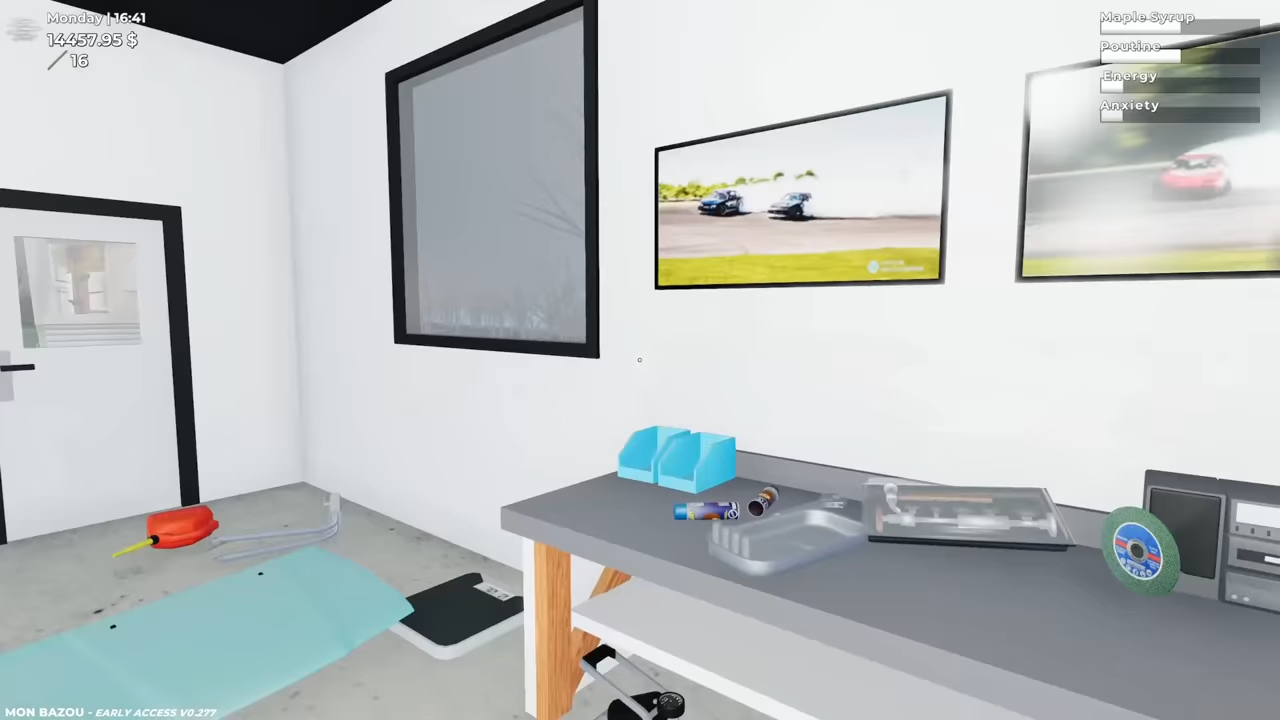 Monday | 16:41
14457.95 $
16
Maple Syrup
Poutine
Energy
Anxiety
MON BAZOU - EARLY ACCESS V0.277